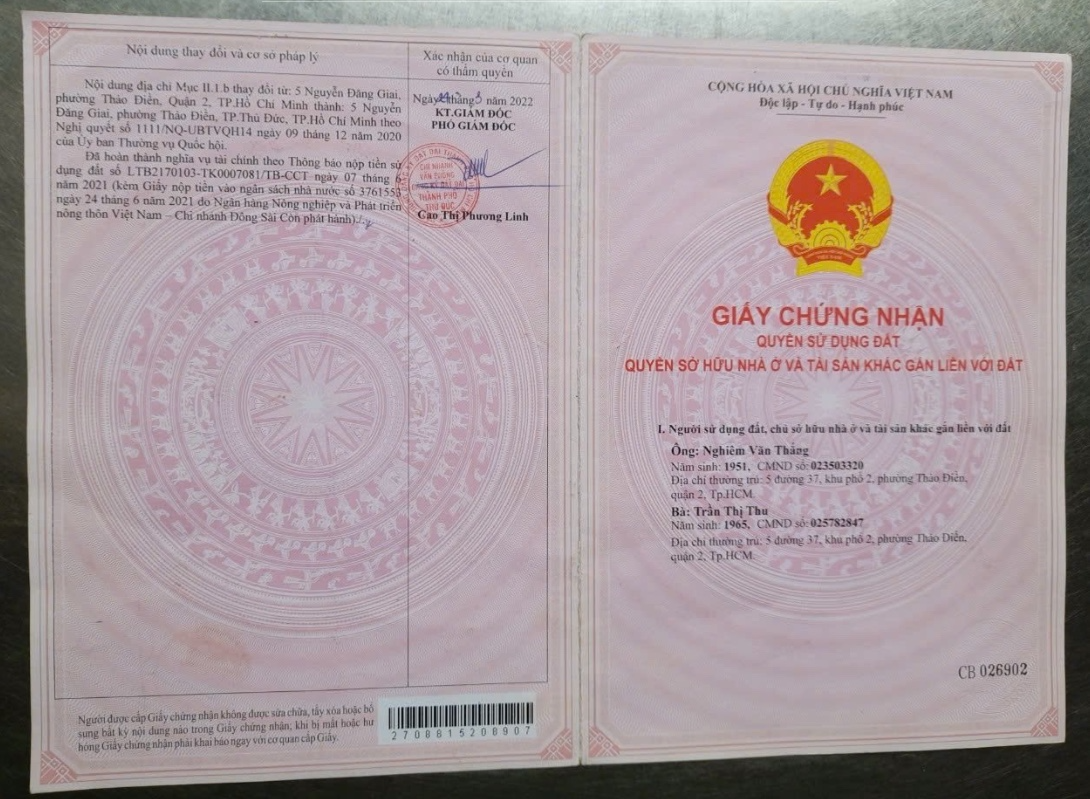 Nội dung thay đổi và cơ sở pháp lý
Xác nhận của cơ quan
có thẩm quyền
Nội dung địa chỉ Mục II.1.b thay đổi từ: 5 Nguyễn Đăng Giai,
phường Thảo Điền, Quận 2, TP.Hồ Chí Minh thành: 5 Nguyễn
Đăng Giai, phường Thảo Điền, TP.Thủ Đức, TP.Hồ Chí Minh theo
Nghị quyết số 1111/NQ-UBTVQH14 ngày 09 tháng 12 năm 2020
của Ủy ban Thường vụ Quốc hội.
Đã hoàn thành nghĩa vụ tài chính theo Thông báo nộp tiền sử
dụng đất số LTB2170103-TK0007081/TB-CCT ngày 07 tháng 6
năm 2021 (kèm Giấy nộp tiền vào ngân sách nhà nước số 3761553
ngày 24 tháng 6 năm 2021 do Ngân hàng Nông nghiệp và Phát triển
nông thôn Việt Nam – Chi nhánh Đông Sài Gòn phát hành)
Ngày tháng 3 năm 2022
KT.GIÁM ĐỐC
PHÓ GIÁM ĐỐC
CHI NHÁNH
VĂN PHÒNG
ĐĂNG KÝ ĐẤT ĐAI
THÀNH PHỐ
THỦ ĐỨC
Cao Thị Phương Linh
Người được cấp Giấy chứng nhận không được sửa chữa, tẩy xóa hoặc bổ
sung bất kỳ nội dung nào trong Giấy chứng nhận; khi bị mất hoặc hư
hỏng Giấy chứng nhận phải khai báo ngay với cơ quan cấp Giấy.
2708815208907
CỘNG HÒA XÃ HỘI CHỦ NGHĨA VIỆT NAM
Độc lập - Tự do - Hạnh phúc
GIẤY CHỨNG NHẬN
QUYỀN SỬ DỤNG ĐẤT
QUYỀN SỞ HỮU NHÀ Ở VÀ TÀI SẢN KHÁC GẮN LIỀN VỚI ĐẤT
I. Người sử dụng đất, chủ sở hữu nhà ở và tài sản khác gắn liền với đất
Ông: Nghiêm Văn Thắng
Năm sinh: 1951, CMND số: 023503320
Địa chỉ thường trú: 5 đường 37, khu phố 2, phường Thảo Điền,
quận 2, Tp.HCM.
Bà: Trần Thị Thu
Năm sinh: 1965, CMND số: 025782847
Địa chỉ thường trú: 5 đường 37, khu phố 2, phường Thảo Điền,
quận 2, Tp.HCM.
CB 026902